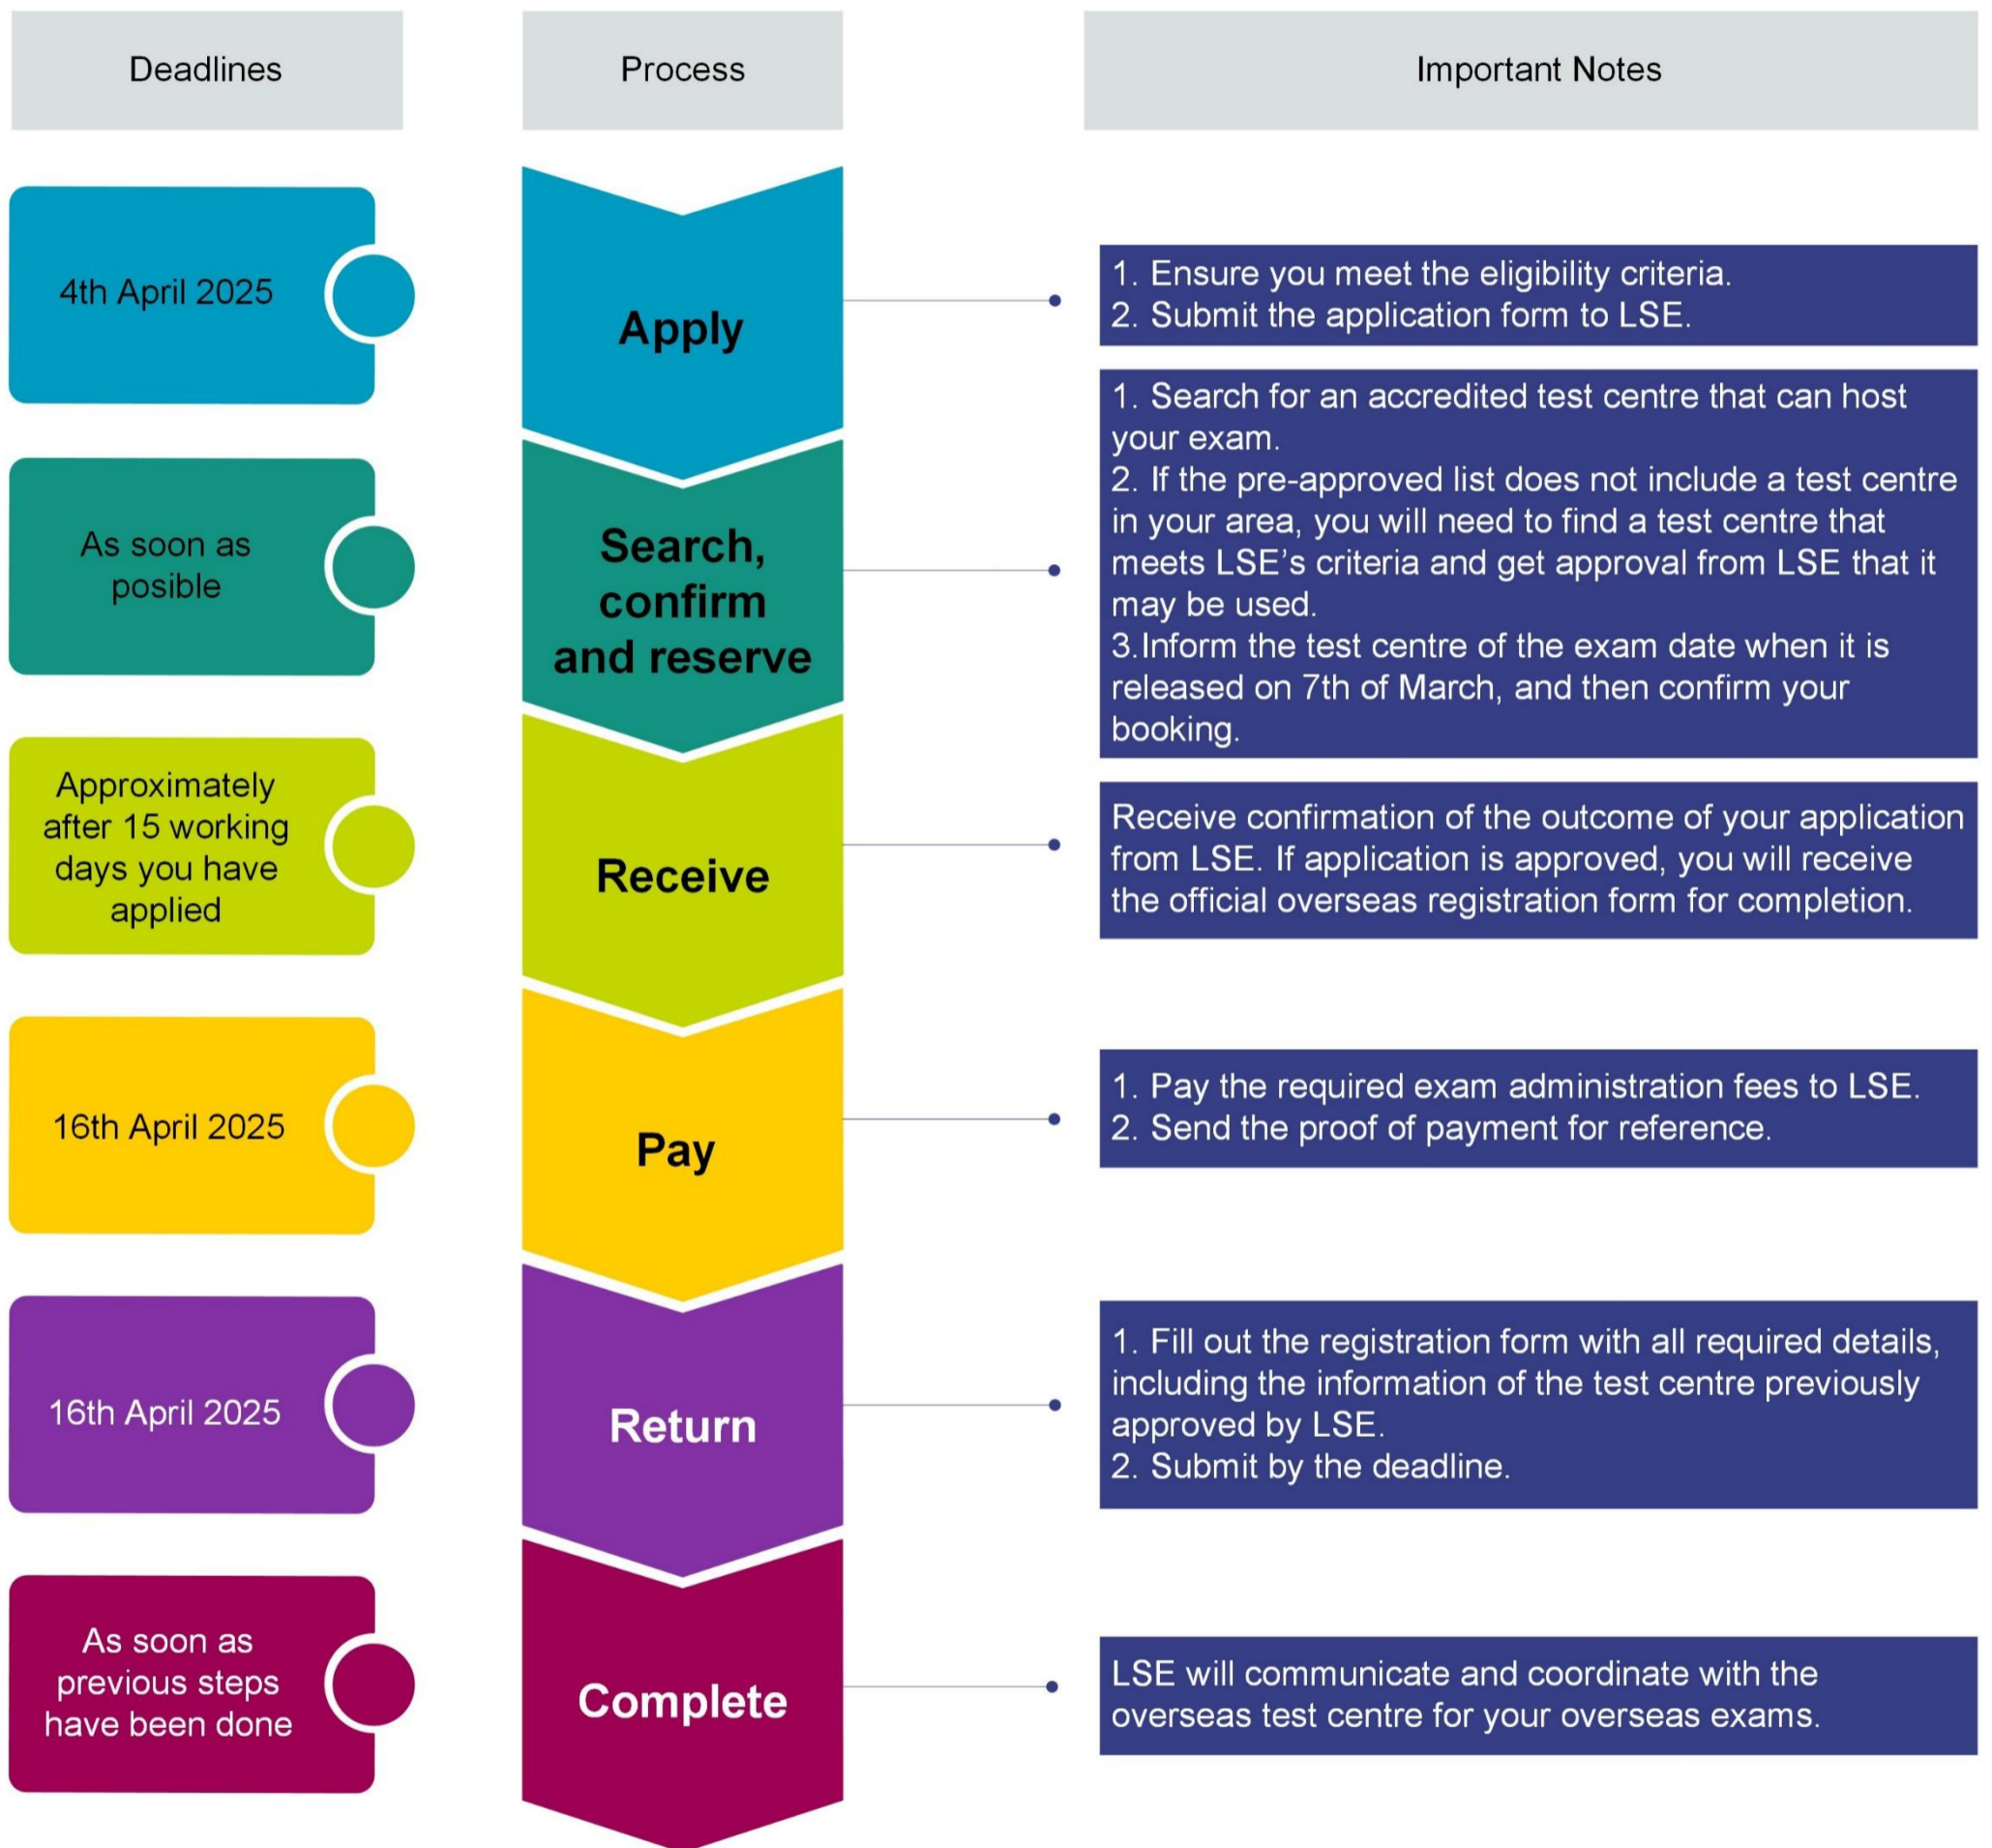 Deadlines
Process
Important Notes
4th April 2025
Apply
1. Ensure you meet the eligibility criteria.
2. Submit the application form to LSE.
As soon as
posible
Search,
confirm
and reserve
1. Search for an accredited test centre that can host
your exam.
2. If the pre-approved list does not include a test centre
in your area, you will need to find a test centre that
meets LSE’s criteria and get approval from LSE that it
may be used.
3.Inform the test centre of the exam date when it is
released on 7th of March, and then confirm your
booking.
Approximately
after 15 working
days you have
applied
Receive
Receive confirmation of the outcome of your application
from LSE. If application is approved, you will receive
the official overseas registration form for completion.
16th April 2025
Pay
1. Pay the required exam administration fees to LSE.
2. Send the proof of payment for reference.
16th April 2025
Return
1. Fill out the registration form with all required details,
including the information of the test centre previously
approved by LSE.
2. Submit by the deadline.
As soon as
previous steps
have been done
Complete
LSE will communicate and coordinate with the
overseas test centre for your overseas exams.